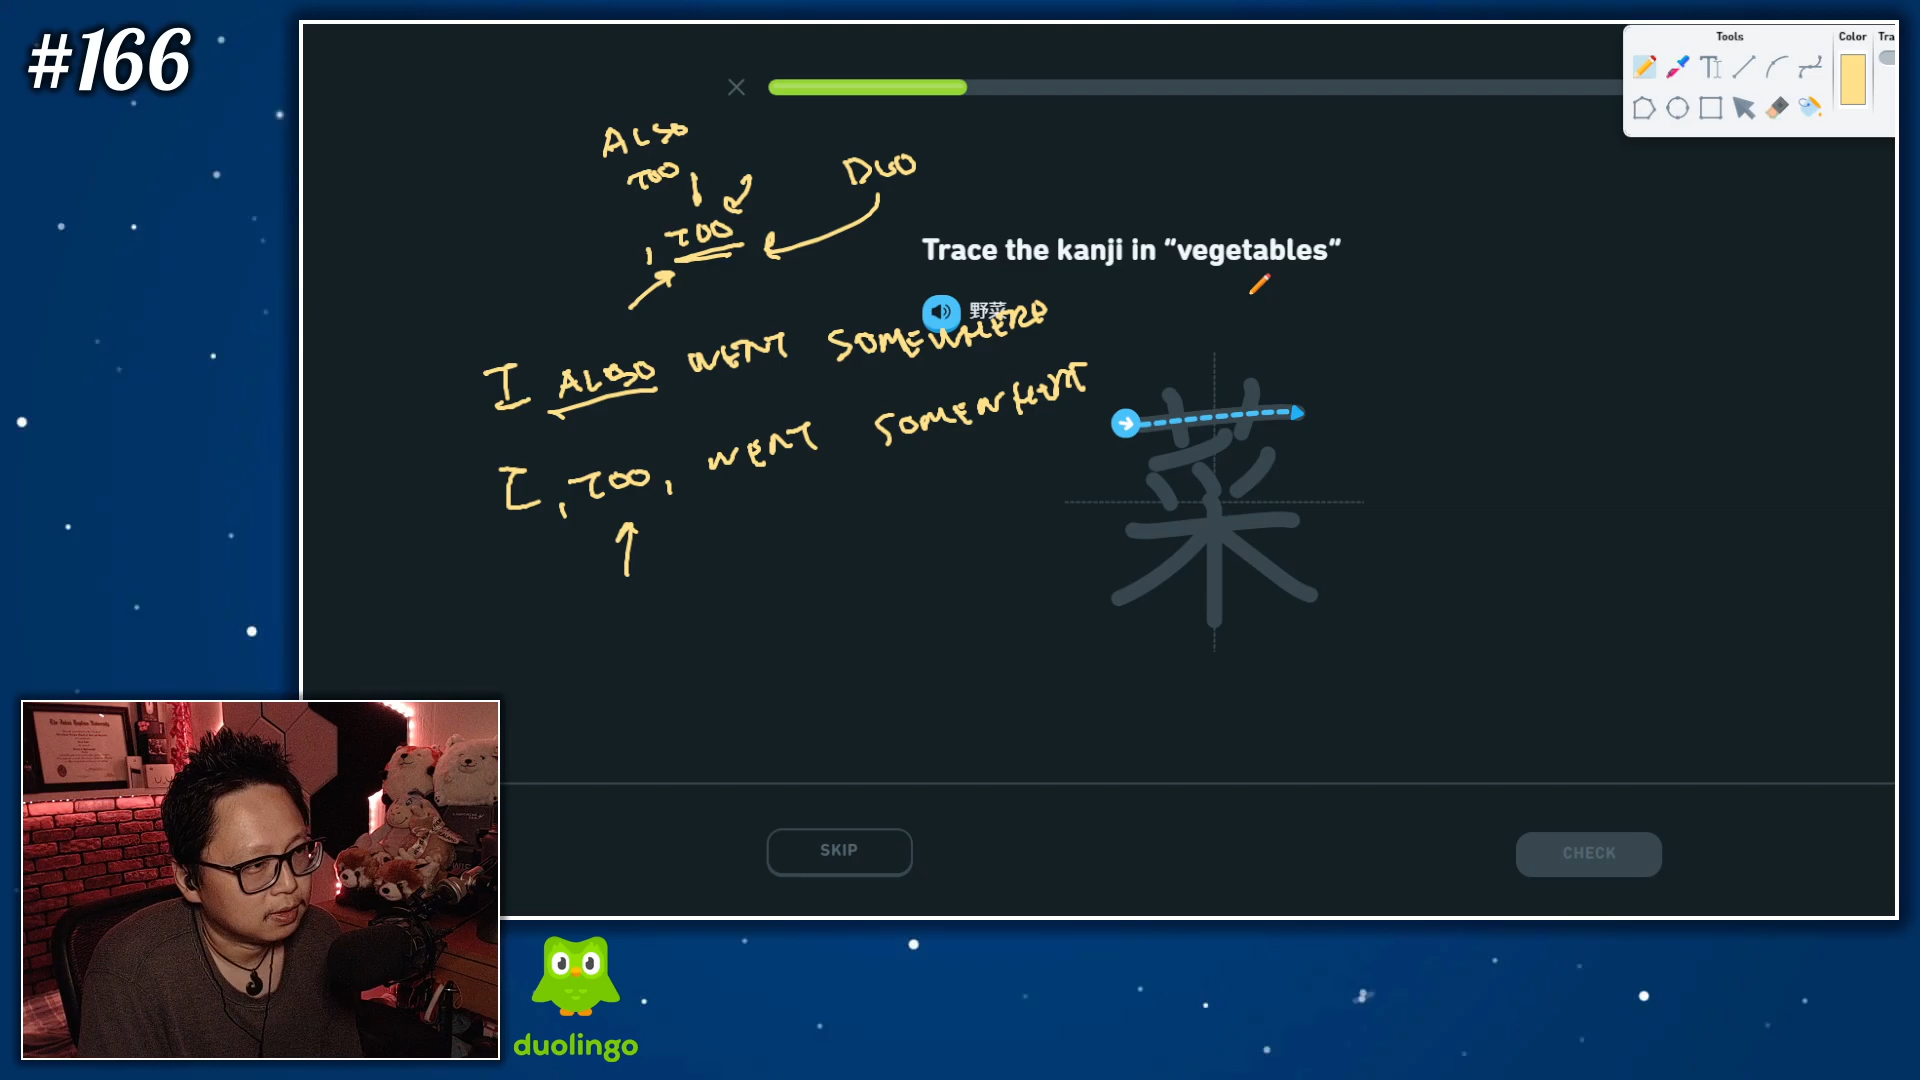 #166
Tools
Color
Tra
ALSO
TOO
, TOO
DUO
Trace the kanji in “vegetables”
野菜
I ALSO WENT SOMEWHERE
I, TOO, WENT
菜
SKIP
CHECK
duolingo